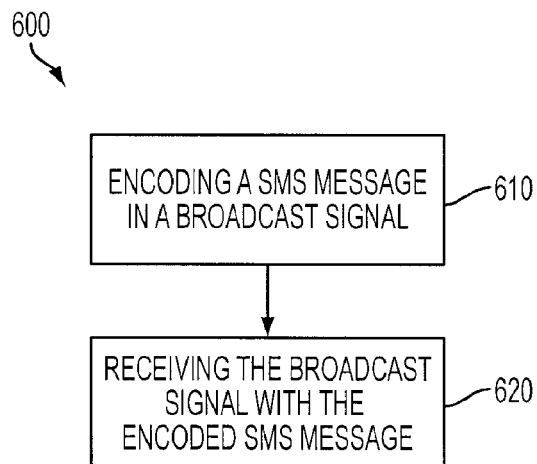 600
ENCODING A SMS MESSAGE
IN A BROADCAST SIGNAL
610
RECEIVING THE BROADCAST
SIGNAL WITH THE
ENCODED SMS MESSAGE
620